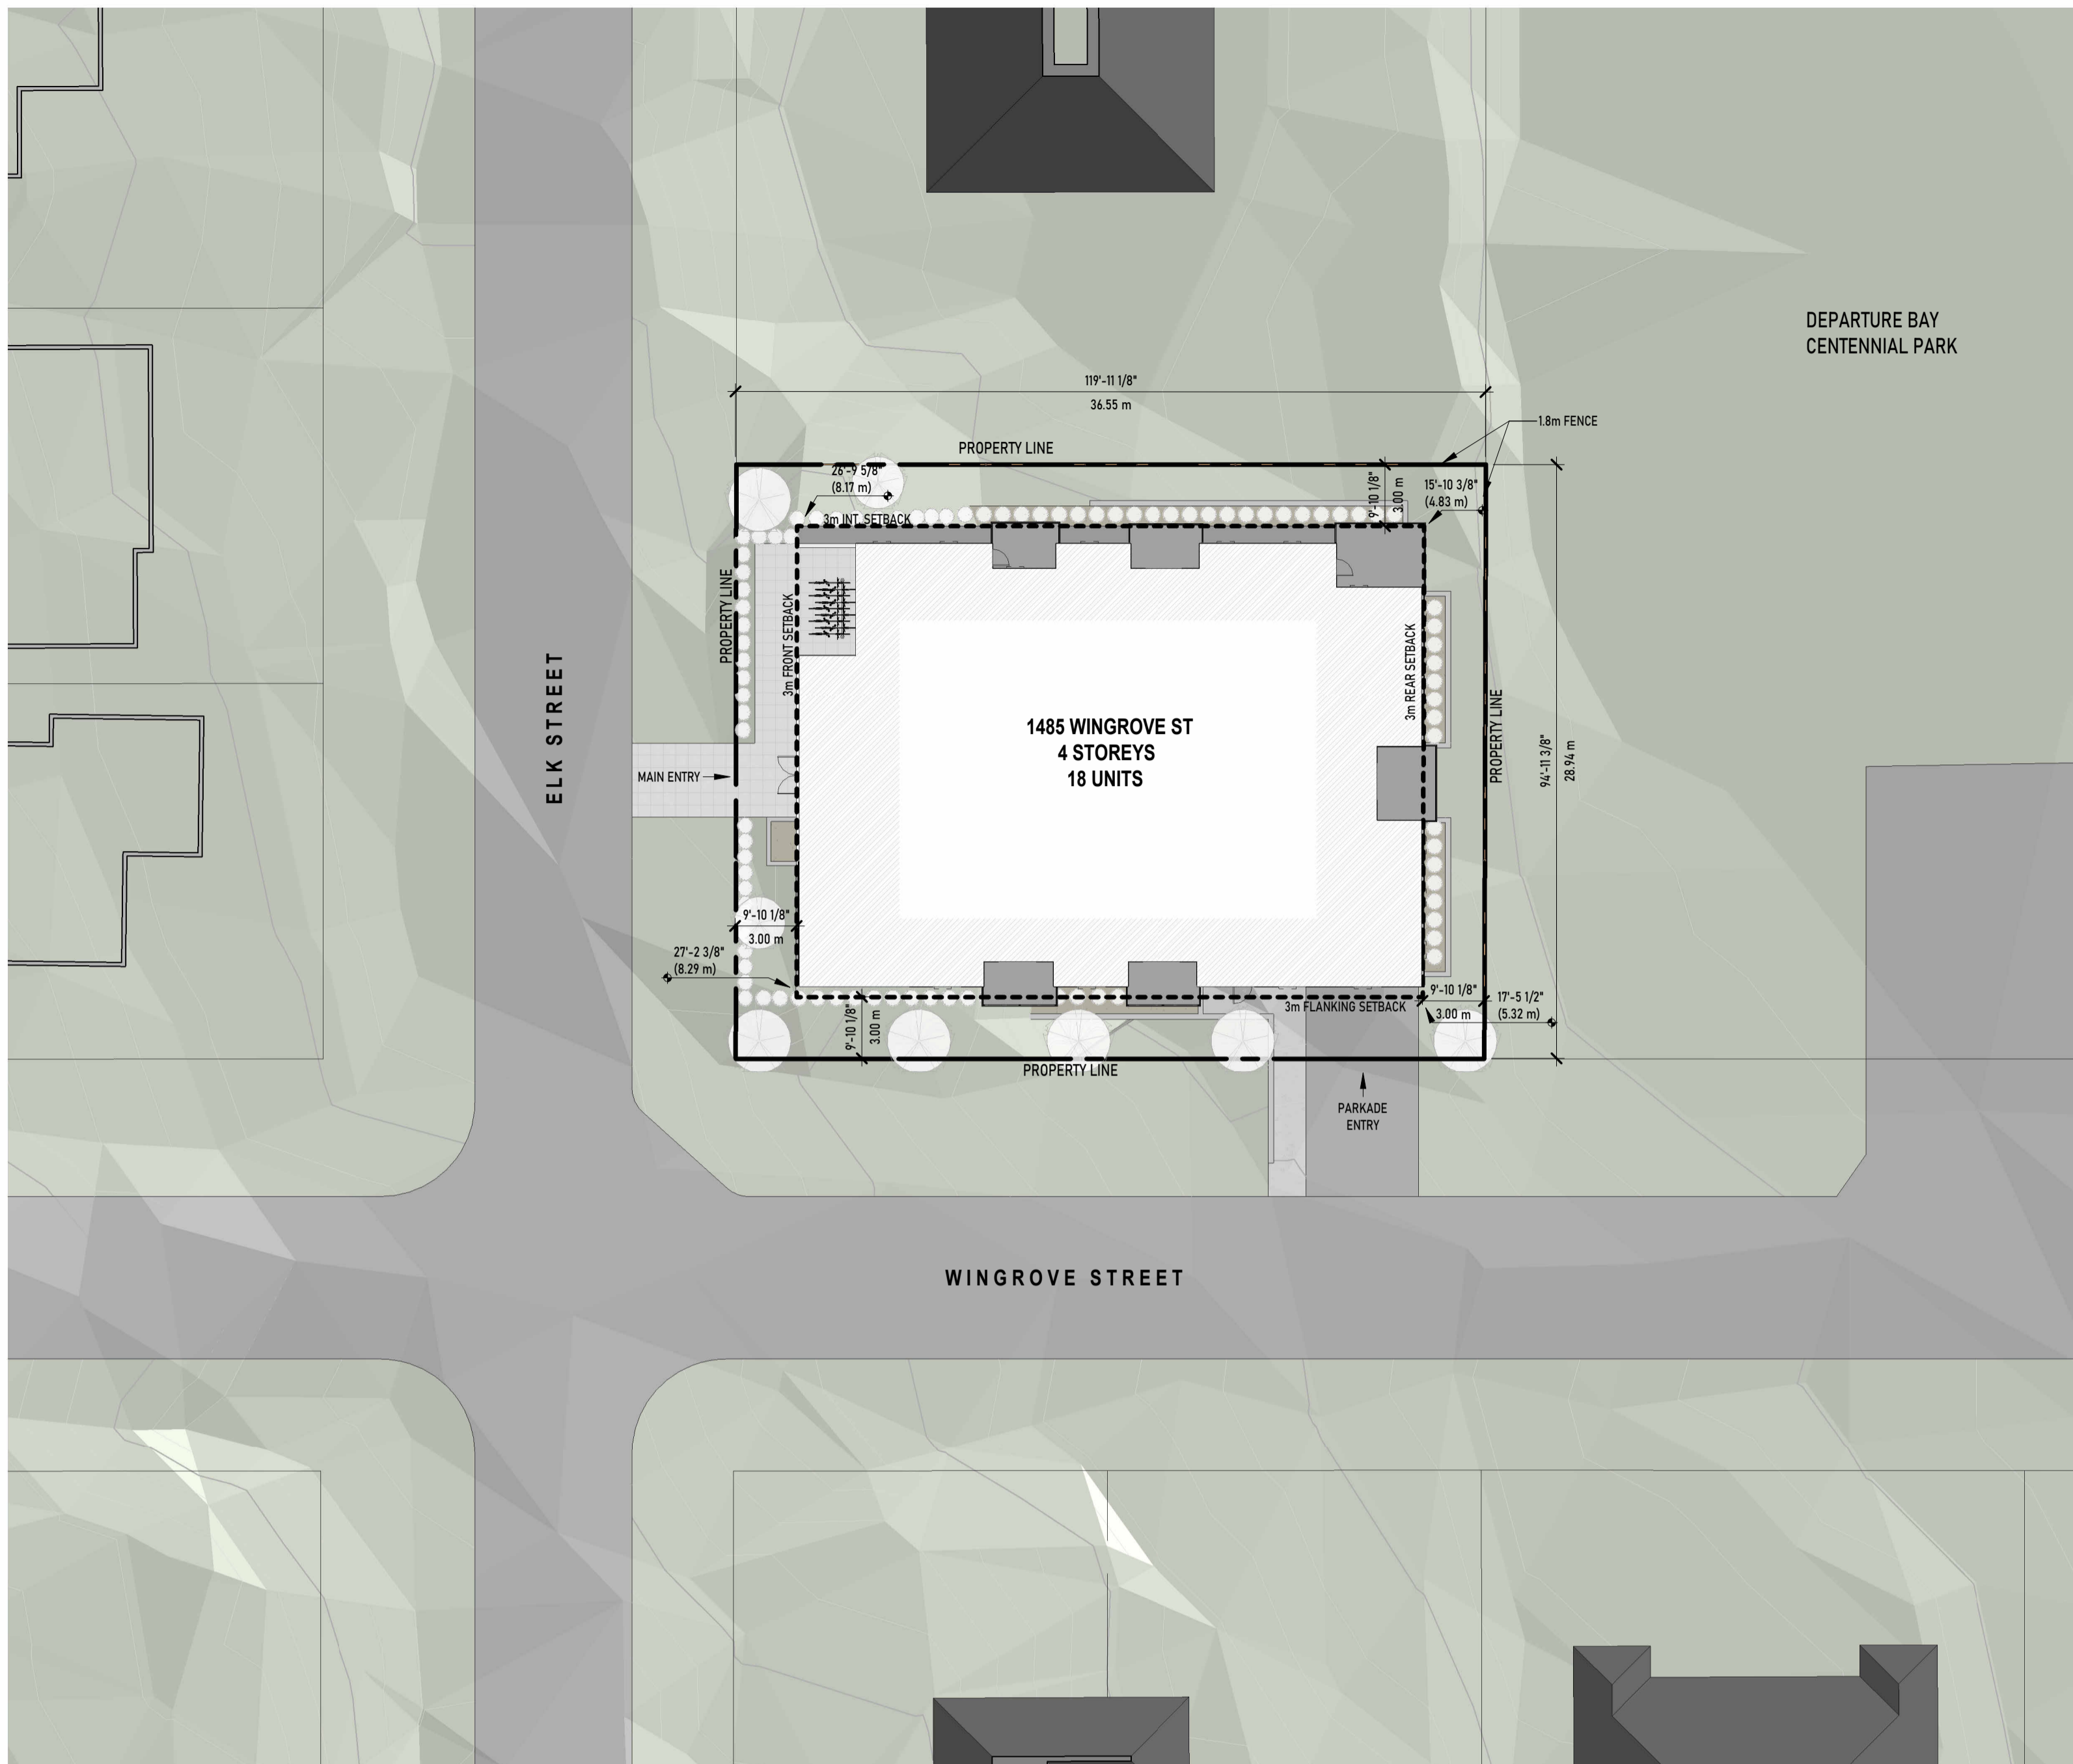 DEPARTURE BAY
CENTENNIAL PARK
119'-11 1/8"
36.55 m
1.8m FENCE
PROPERTY LINE
26'-9 5/8"
(8.17 m)
9'-10 1/8"
3.00 m
15'-10 3/8"
(4.83 m)
3m INT. SETBACK
PROPERTY LINE
3m FRONT SETBACK
3m REAR SETBACK
PROPERTY LINE
ELK STREET
1485 WINGROVE ST
4 STOREYS
18 UNITS
94'-11 3/8"
28.94 m
MAIN ENTRY
9'-10 1/8"
3.00 m
27'-2 3/8"
(8.29 m)
9'-10 1/8"
3.00 m
3m FLANKING SETBACK
9'-10 1/8"
3.00 m
17'-5 1/2"
(5.32 m)
PROPERTY LINE
PARKADE
ENTRY
WINGROVE STREET